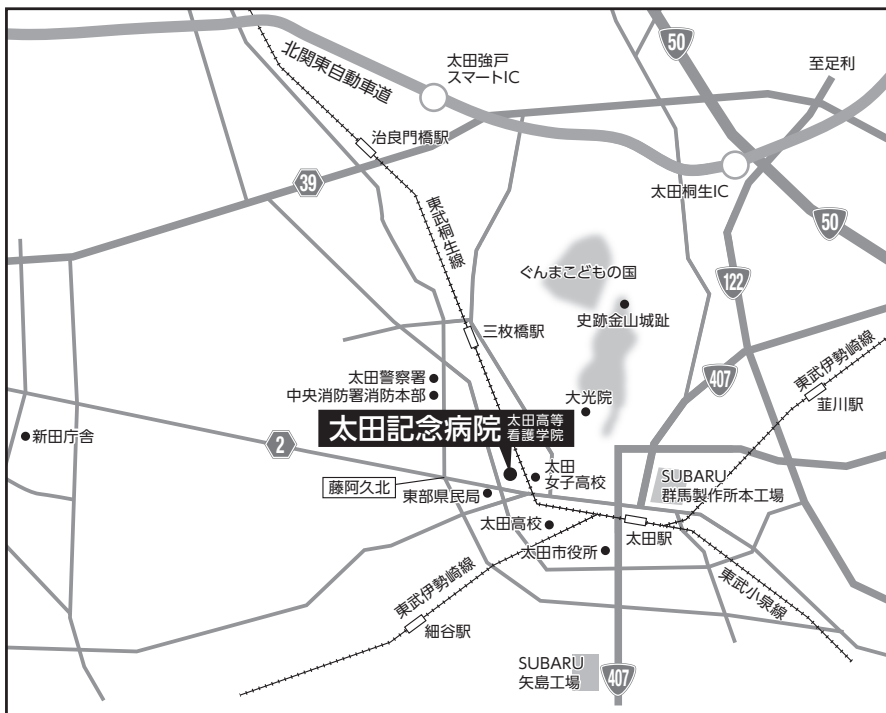 北関東自動車道
太田強戸
スマートIC
50
至足利
治良門橋駅
39
太田桐生IC
50
東武桐生線
ぐんまこどもの国
122
史跡金山城趾
三枚橋駅
407
東武伊勢崎線
韮川駅
太田警察署
中央消防署消防本部
大光院
新田庁舎
2
太田記念病院
太田高等
看護学院
藤阿久北
東部県民局
太田
女子高校
SUBARU
群馬製作所本工場
太田高校
太田駅
太田市役所
東武伊勢崎線
細谷駅
東武小泉線
SUBARU
矢島工場
407